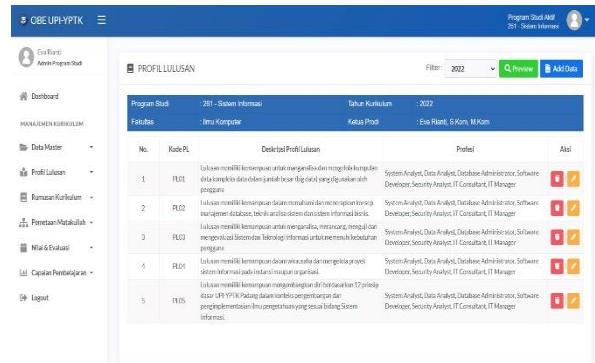 OBE UPI-YPTK
Program Studi Aktif
261 - Sistem Informasi
Eva Rianti
Admin Program Studi
Dashboard
MANAJEMEN KURIKULUM
Data Master
Profil Lulusan
Rumusan Kurikulum
Pemetaan Matakuliah
Nilai & Evaluasi
Capaian Pembelajaran
Logout
PROFIL LULUSAN
Filter: 2022 Preview Add Data
Program Studi : 261 - Sistem Informasi Tahun Kurikulum : 2022
Fakultas : Ilmu Komputer Ketua Prodi : Eva Rianti, S.Kom, M.Kom
No. Kode PL Deskripsi Profil Lulusan Profesi Aksi
1 PL01
Lulusan memiliki kemampuan untuk menganalisa dan mengolah kumpulan
data kompleks data dalam jumlah besar (big data) yang digunakan oleh
pengguna
System Analyst, Data Analyst, Database Administrator, Software
Developer, Security Analyst, IT Consultant, IT Manager
2 PL02
Lulusan memiliki kemampuan dalam memahami dan menerapkan konsep
manajemen database, teknik analisa sistem dan sistem informasi bisnis.
System Analyst, Data Analyst, Database Administrator, Software
Developer, Security Analyst, IT Consultant, IT Manager
3 PL03
Lulusan memiliki kemampuan untuk menganalisa, merancang, menguji dan
mengevaluasi Sistem dan Teknologi Informasi untuk memenuhi kebutuhan
pengguna
System Analyst, Data Analyst, Database Administrator, Software
Developer, Security Analyst, IT Consultant, IT Manager
4 PL04
Lulusan memiliki kemampuan dalam wirausaha dan mengelola proyek
sistem informasi pada instansi maupun organisasi.
System Analyst, Data Analyst, Database Administrator, Software
Developer, Security Analyst, IT Consultant, IT Manager
5 PL05
Lulusan memiliki kemampuan mengembangkan diri berdasarkan 12 prinsip
dasar UPI YPTK Padang dalam konteks pengembangan dan
pengimplementasian ilmu pengetahuan yang sesuai bidang Sistem
Informasi.
System Analyst, Data Analyst, Database Administrator, Software
Developer, Security Analyst, IT Consultant, IT Manager